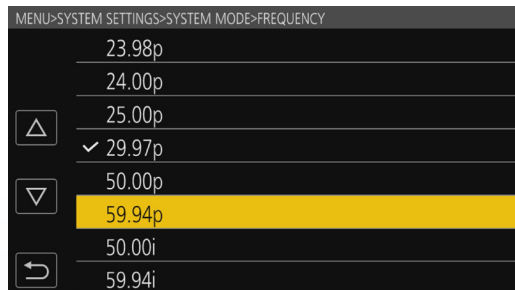 MENU>SYSTEM SETTINGS>SYSTEM MODE>FREQUENCY
23.98p
24.00p
25.00p
29.97p
50.00p
59.94p
50.00i
59.94i